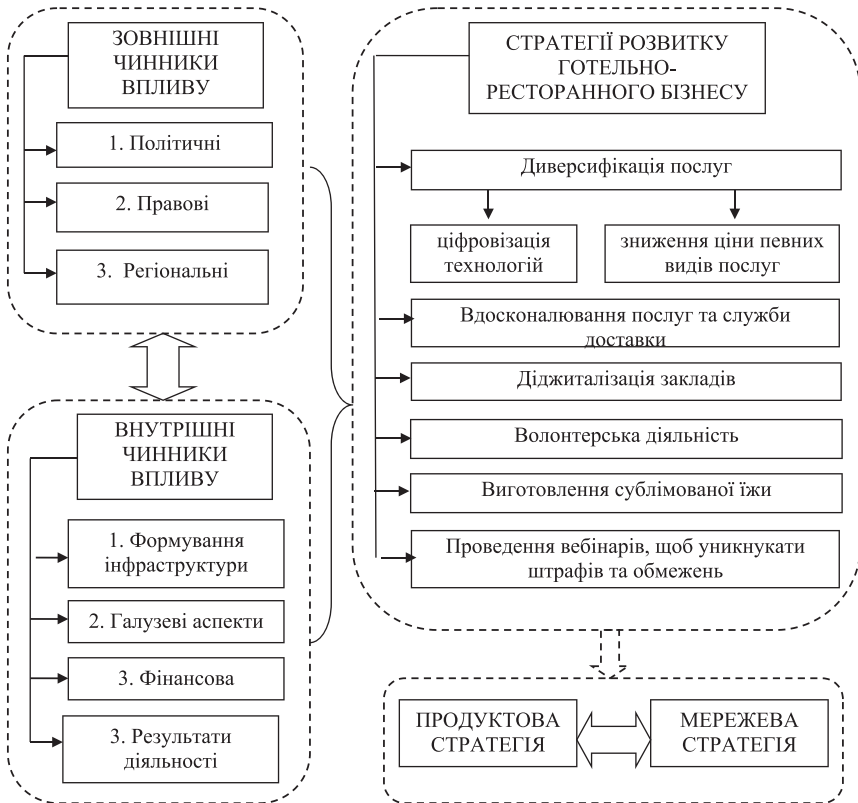 ЗОВНІШНІ
ЧИННИКИ
ВПЛИВУ
1. Політичні
2. Правові
3. Регіональні
ВНУТРІШНІ
ЧИННИКИ
ВПЛИВУ
1. Формування
інфраструктури
2. Галузеві аспекти
3. Фінансова
3. Результати
діяльності
СТРАТЕГІЇ РОЗВИТКУ
ГОТЕЛЬНО-
РЕСТОРАННОГО БІЗНЕСУ
Диверсифікація послуг
ціфровізація
технологій
зниження ціни певних
видів послуг
Вдосконалювання послуг та служби
доставки
Діджиталізація закладів
Волонтерська діяльність
Виготовлення сублімованої їжи
Проведення вебінарів, щоб уникнукати
штрафів та обмежень
ПРОДУКТОВА
СТРАТЕГІЯ
МЕРЕЖЕВА
СТРАТЕГІЯ